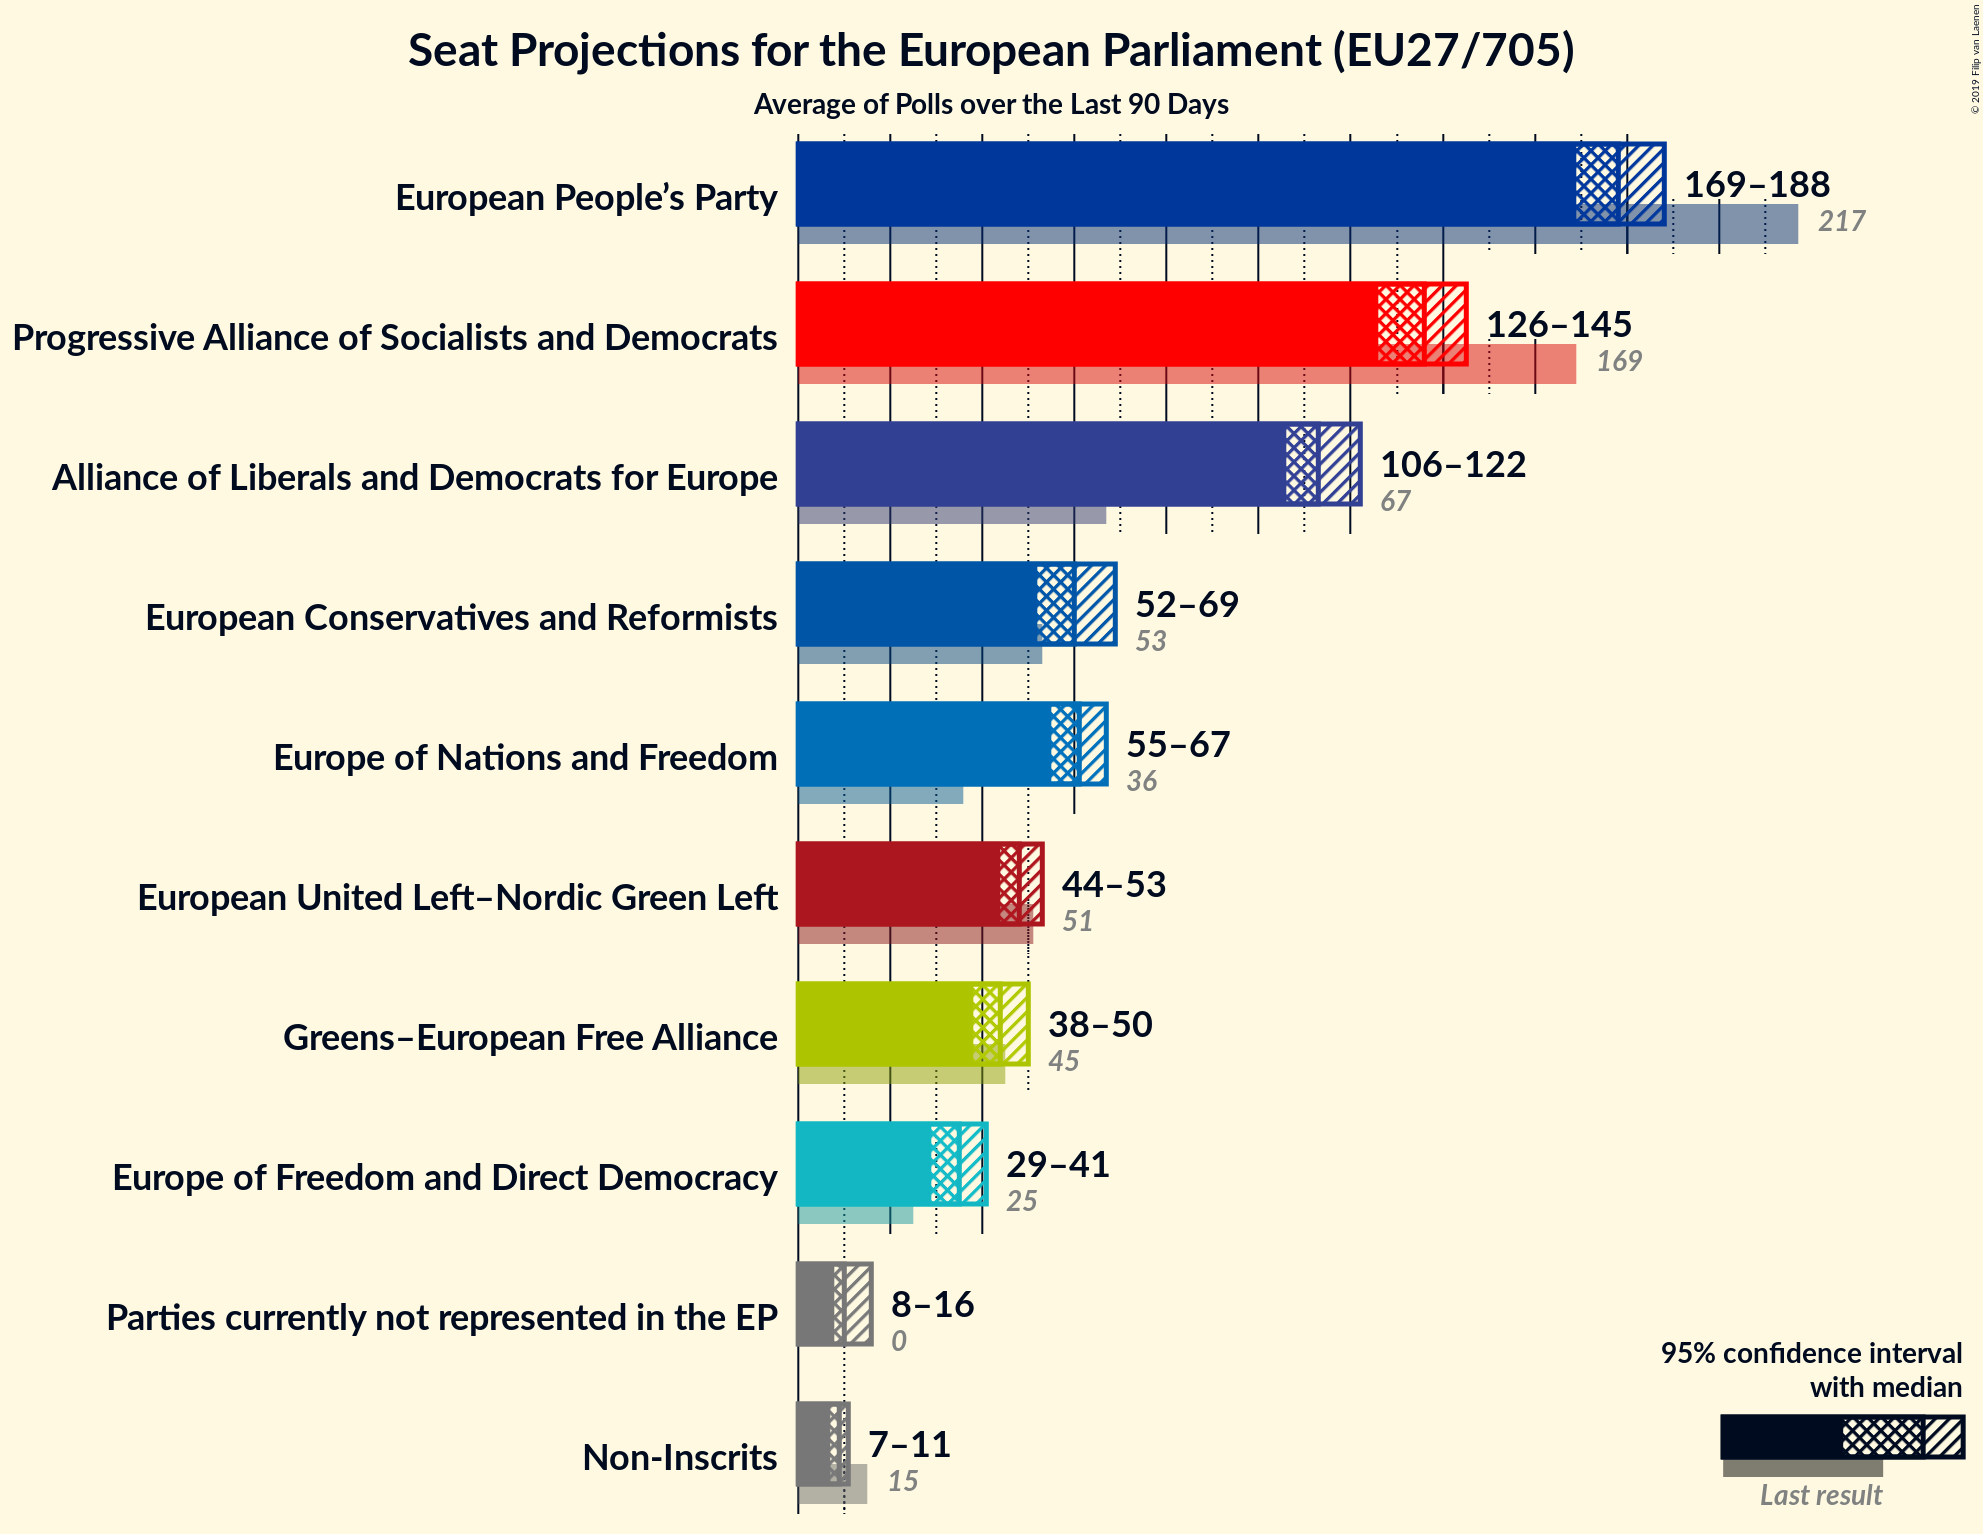 Seat Projections for the European Parliament (EU27/705)
Average of Polls over the Last 90 Days
© 2019 Filip van Laenen
European People’s Party
169–188
217
Progressive Alliance of Socialists and Democrats
126–145
169
Alliance of Liberals and Democrats for Europe
106–122
67
European Conservatives and Reformists
52–69
53
Europe of Nations and Freedom
55–67
36
European United Left–Nordic Green Left
44–53
51
Greens–European Free Alliance
38–50
45
Europe of Freedom and Direct Democracy
29–41
25
Parties currently not represented in the EP
8–16
0
Non-Inscrits
7–11
15
95% confidence interval
with median
Last result